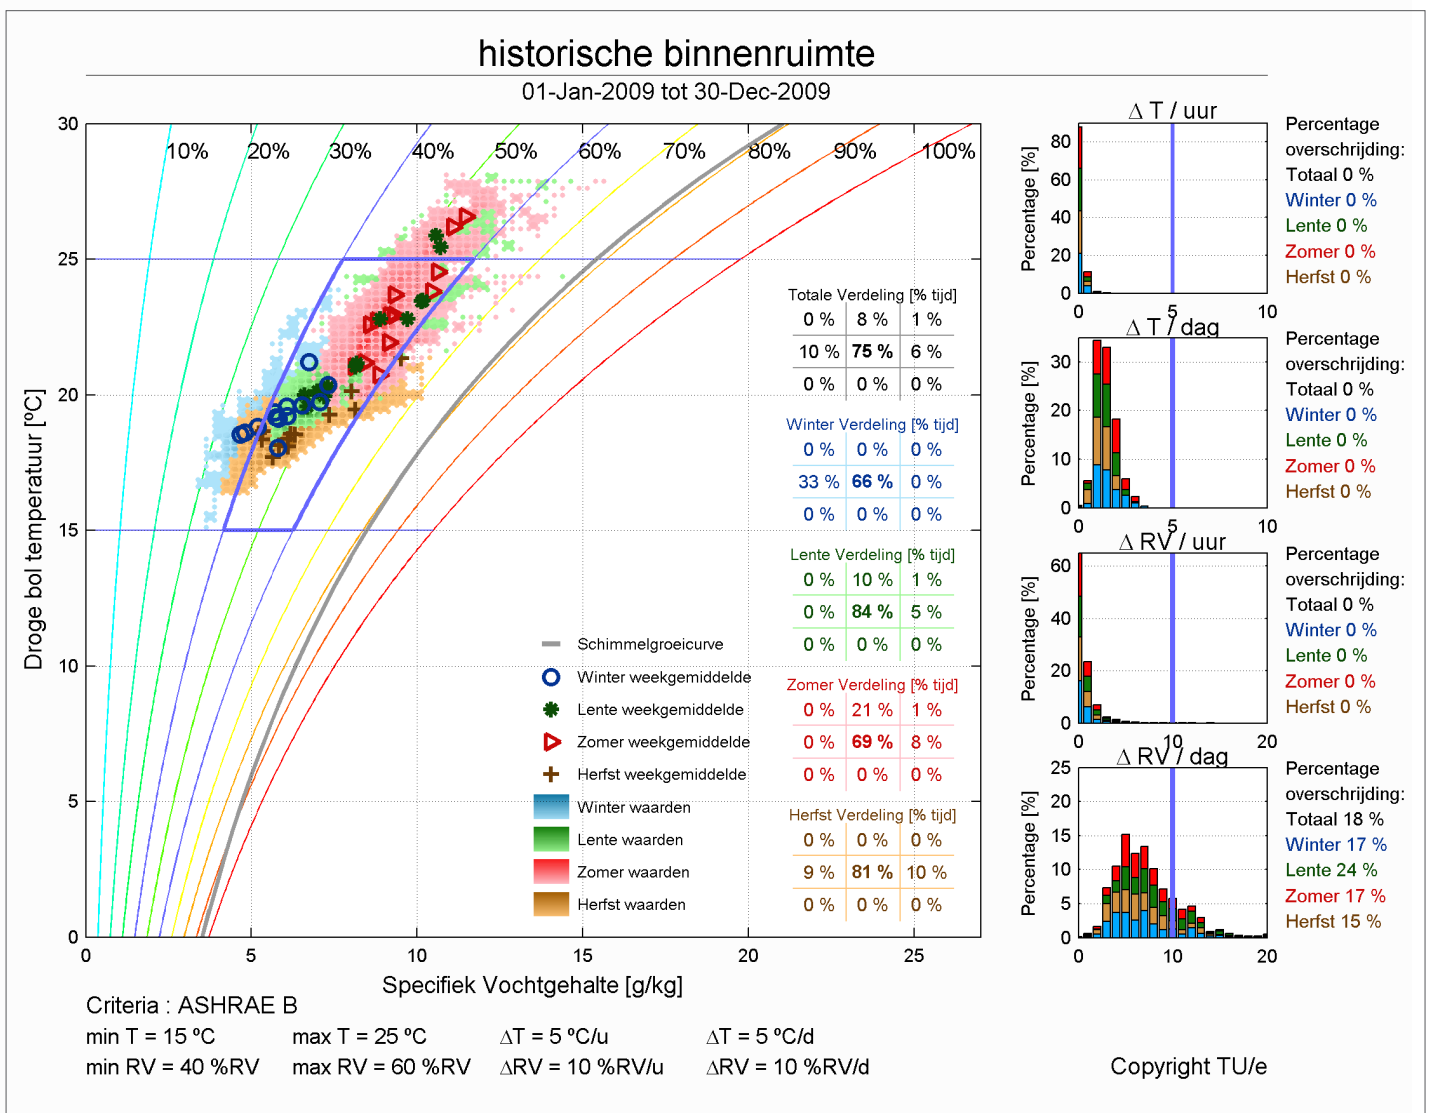 historische binnenruimte
01-Jan-2009 tot 30-Dec-2009
30
25
20
15
10
5
0
Droge bol temperatuur [ºC]
10% 20% 30% 40% 50% 60% 70% 80% 90% 100%
Totale Verdeling [% tijd]
0 % 8 % 1 %
10 % 75 % 6 %
0 % 0 % 0 %
Winter Verdeling [% tijd]
0 % 0 % 0 %
33 % 66 % 0 %
0 % 0 % 0 %
Lente Verdeling [% tijd]
0 % 10 % 1 %
0 % 84 % 5 %
0 % 0 % 0 %
Zomer Verdeling [% tijd]
0 % 21 % 1 %
0 % 69 % 8 %
0 % 0 % 0 %
Herfst Verdeling [% tijd]
0 % 0 % 0 %
9 % 81 % 10 %
0 % 0 % 0 %
Schimmelgroeicurve
Winter weekgemiddelde
Lente weekgemiddelde
Zomer weekgemiddelde
Herfst weekgemiddelde
Winter waarden
Lente waarden
Zomer waarden
Herfst waarden
0 5 10 15 20 25
Specifiek Vochtgehalte [g/kg]
Δ T / uur
Percentage [%]
80
60
40
20
0
0 5 10
Percentage
overschrijding:
Totaal 0 %
Winter 0 %
Lente 0 %
Zomer 0 %
Herfst 0 %
Δ T / dag
Percentage [%]
30
20
10
0
0 5 10
Percentage
overschrijding:
Totaal 0 %
Winter 0 %
Lente 0 %
Zomer 0 %
Herfst 0 %
Δ RV / uur
Percentage [%]
60
40
20
0
0 10 20
Percentage
overschrijding:
Totaal 0 %
Winter 0 %
Lente 0 %
Zomer 0 %
Herfst 0 %
Δ RV / dag
Percentage [%]
25
20
15
10
5
0
0 10 20
Percentage
overschrijding:
Totaal 18 %
Winter 17 %
Lente 24 %
Zomer 17 %
Herfst 15 %
Criteria : ASHRAE B
min T = 15 ºC max T = 25 ºC ΔT = 5 ºC/u ΔT = 5 ºC/d
min RV = 40 %RV max RV = 60 %RV ΔRV = 10 %RV/u ΔRV = 10 %RV/d
Copyright TU/e